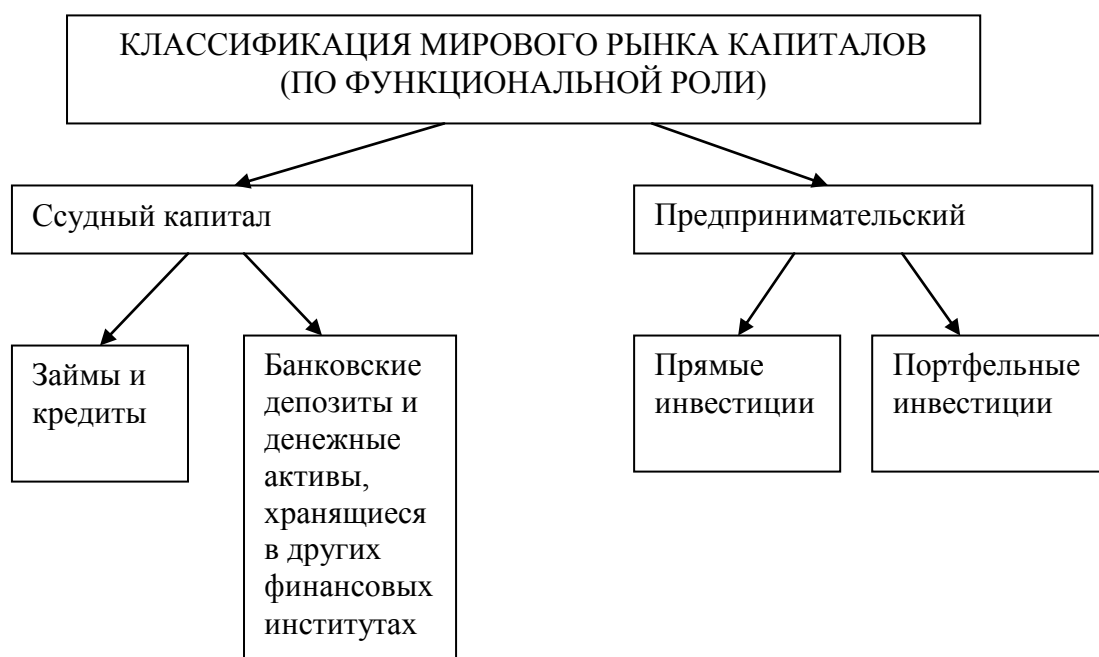 КЛАССИФИКАЦИЯ МИРОВОГО РЫНКА КАПИТАЛОВ
(ПО ФУНКЦИОНАЛЬНОЙ РОЛИ)
Ссудный капитал
Предпринимательский
Займы и
кредиты
Банковские
депозиты и
денежные
активы,
хранящиеся
в других
финансовых
институтах
Прямые
инвестиции
Портфельные
инвестиции